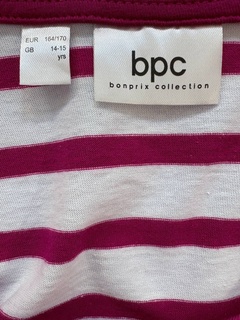 EUR 164/170
GB 14-15
yrs
bpc
bonprix collection